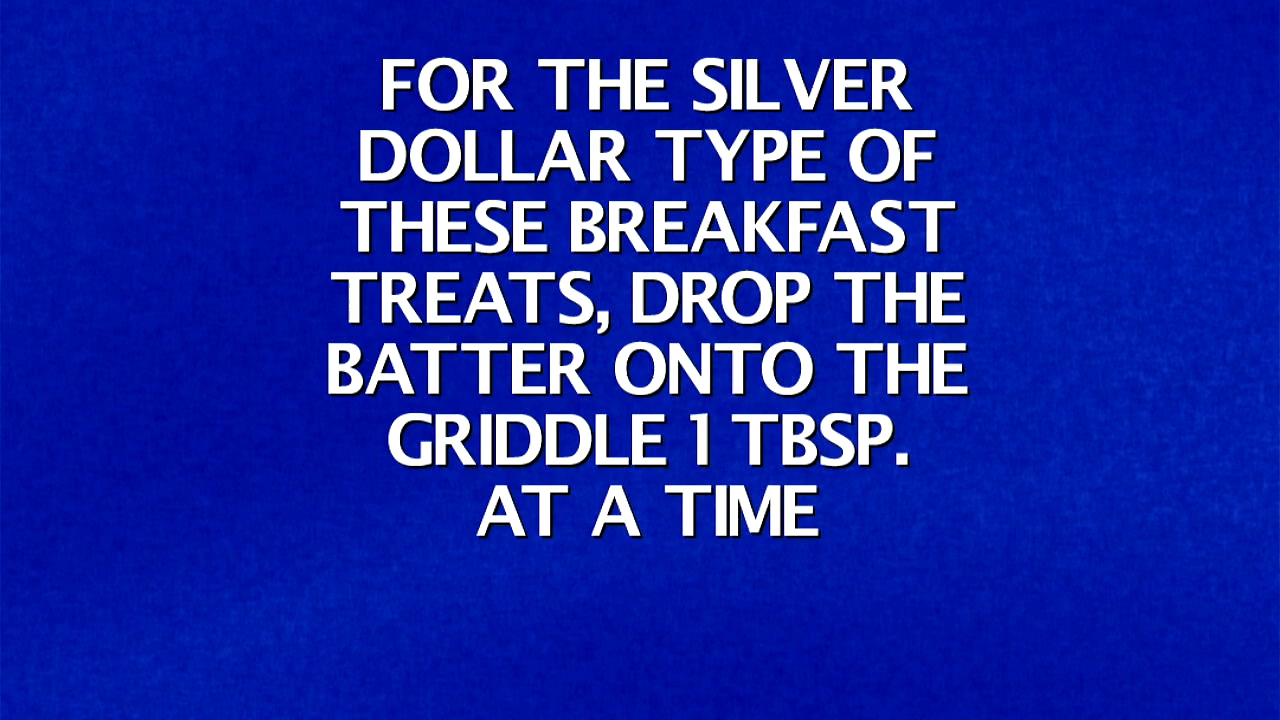 FOR THE SILVER
DOLLAR TYPE OF
THESE BREAKFAST
TREATS, DROP THE
BATTER ONTO THE
GRIDDLE 1 TBSP.
AT A TIME